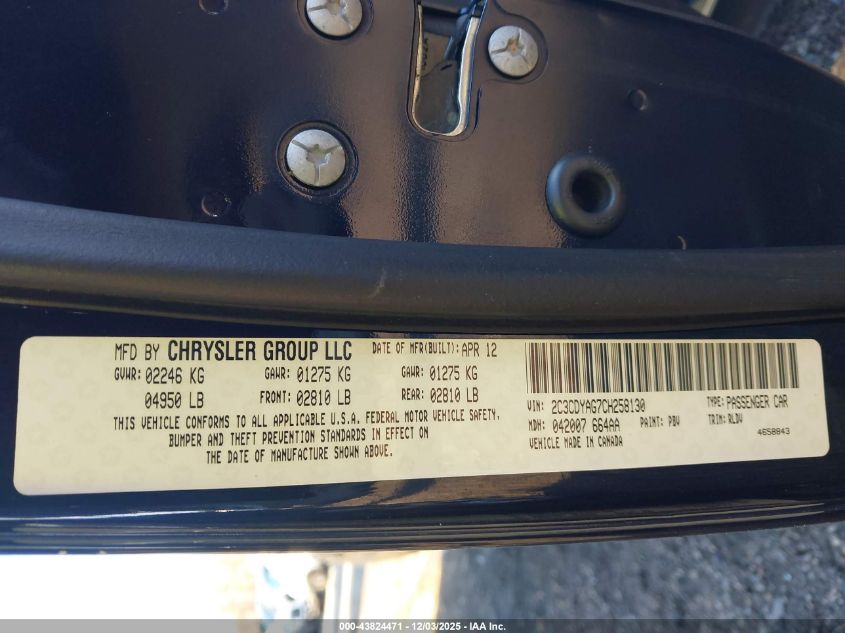 MFD BY CHRYSLER GROUP LLC DATE OF MFR(BUILT): APR 12
GVWR: 02246 KG GAWR: 01275 KG GAWR: 01275 KG
04950 LB FRONT: 02810 LB REAR: 02810 LB
THIS VEHICLE CONFORMS TO ALL APPLICABLE U.S.A. FEDERAL MOTOR VEHICLE SAFETY,
BUMPER AND THEFT PREVENTION STANDARDS IN EFFECT ON
THE DATE OF MANUFACTURE SHOWN ABOVE.
VIN: 2C3CDYAG7CH258130 TYPE: PASSENGER CAR
MDH: 042007 664AA PAINT: PBV TRIM: RLDV
VEHICLE MADE IN CANADA 4658843
000-43824471 - 12/03/2025 - IAA Inc.